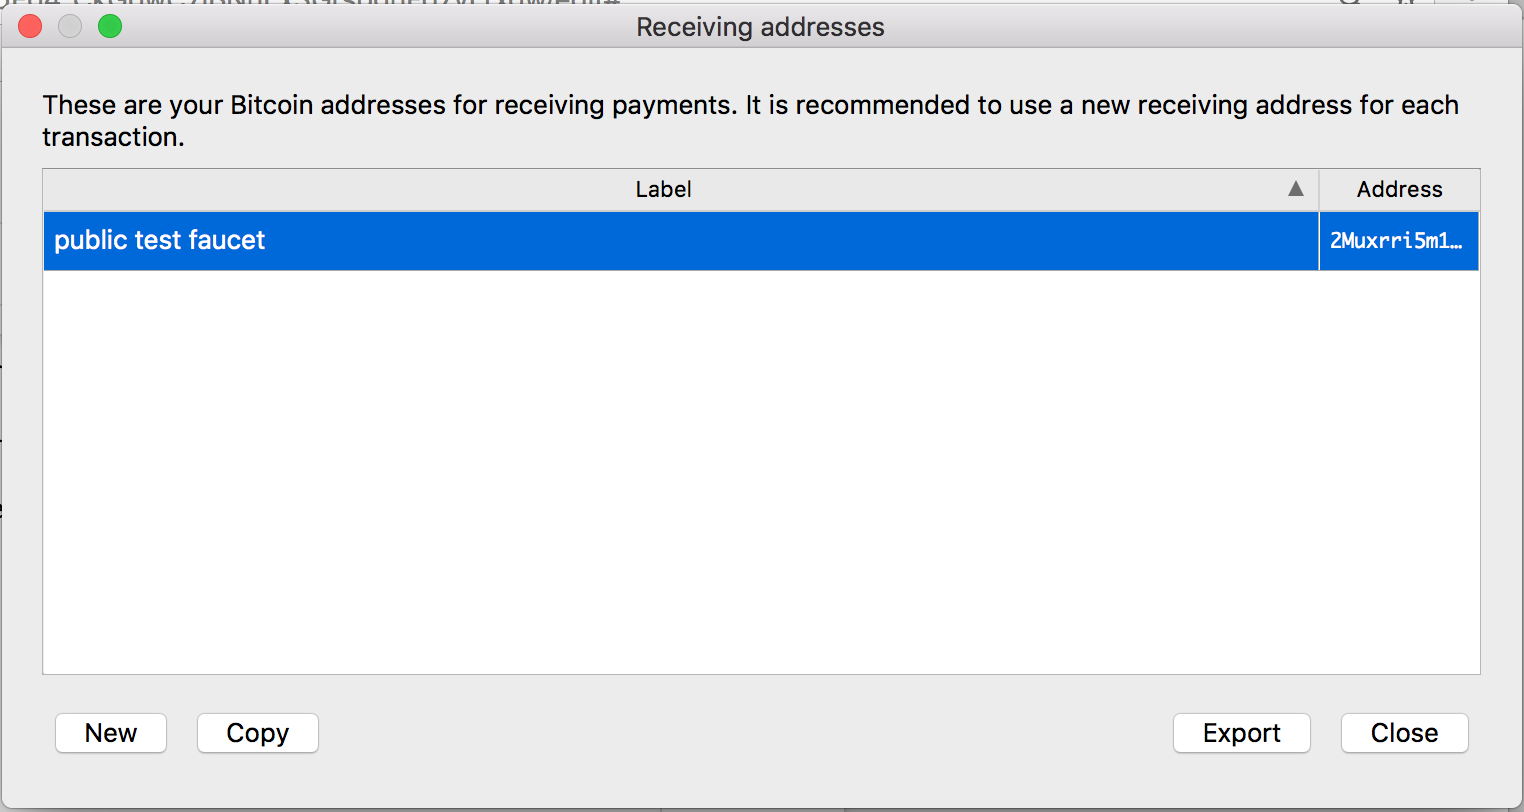 Receiving addresses
These are your Bitcoin addresses for receiving payments. It is recommended to use a new receiving address for each
transaction.
Label ▲ Address
public test faucet 2Muxrri5m1…
New Copy Export Close